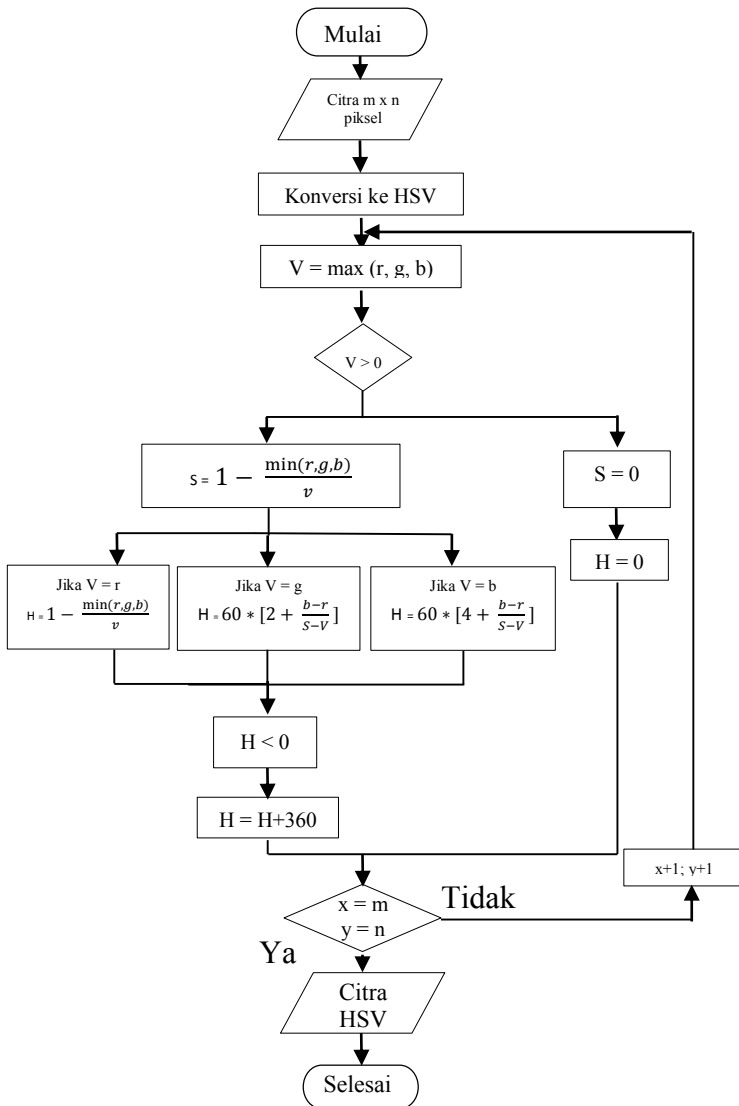 Mulai
Citra m x n
piksel
Konversi ke HSV
V = max (r, g, b)
V > 0
S = 1 − min(r,g,b)/v
S = 0
H = 0
Jika V = r
H = 1 − min(r,g,b)/v
Jika V = g
H = 60 ∗ [2 + b−r/S−V]
Jika V = b
H = 60 ∗ [4 + b−r/S−V]
H < 0
H = H+360
x+1; y+1
x = m
y = n
Tidak
Ya
Citra
HSV
Selesai